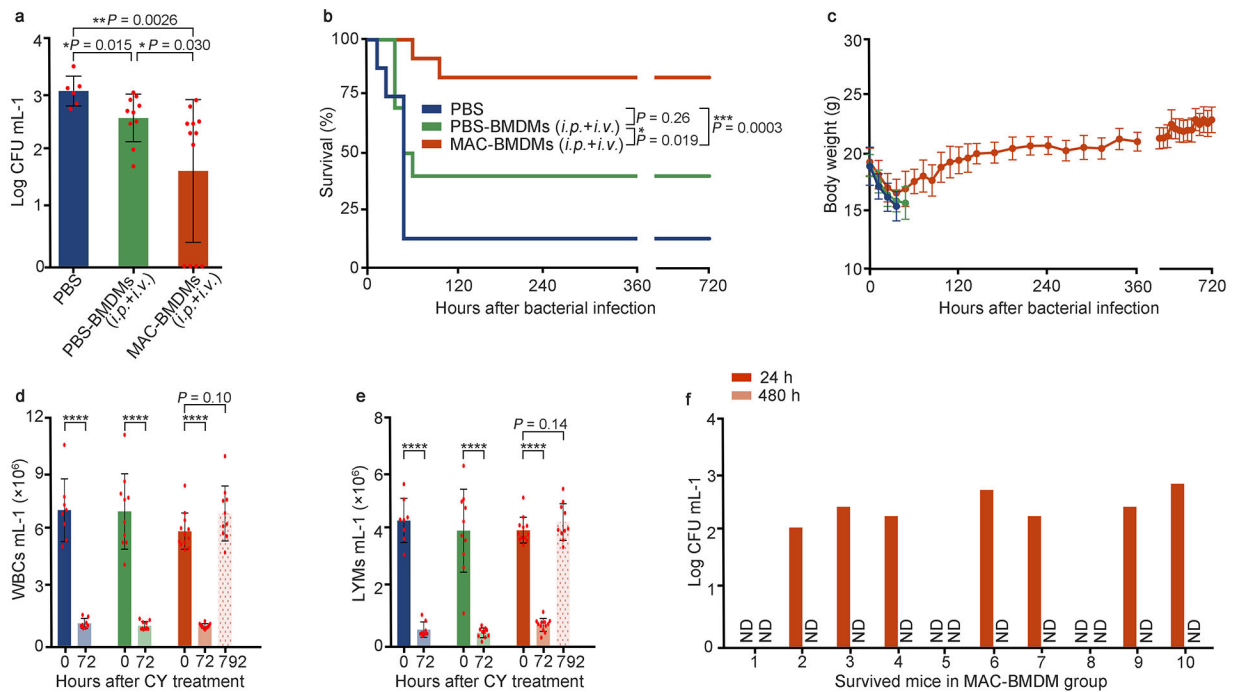 a
**P = 0.0026
*P = 0.015
*P = 0.030
4
3
2
1
0
Log CFU mL-1
PBS
PBS-BMDMs
(i.p.+i.v.)
MAC-BMDMs
(i.p.+i.v.)
b
100
75
50
25
0
Survival (%)
PBS
PBS-BMDMs (i.p.+i.v.)
MAC-BMDMs (i.p.+i.v.)
P = 0.26
*
P = 0.019
***
P = 0.0003
0 120 240 360 720
Hours after bacterial infection
c
30
25
20
15
10
Body weight (g)
0 120 240 360 720
Hours after bacterial infection
d
P = 0.10
**** **** ****
12
9
6
3
0
WBCs mL-1 (×10⁶)
0 72 0 72 0 72 792
Hours after CY treatment
e
P = 0.14
**** **** ****
8
6
4
2
0
LYMs mL-1 (×10⁶)
0 72 0 72 0 72 792
Hours after CY treatment
24 h
480 h
f
4
3
2
1
0
Log CFU mL-1
ND ND ND ND ND ND ND ND ND ND ND ND ND
1 2 3 4 5 6 7 8 9 10
Survived mice in MAC-BMDM group